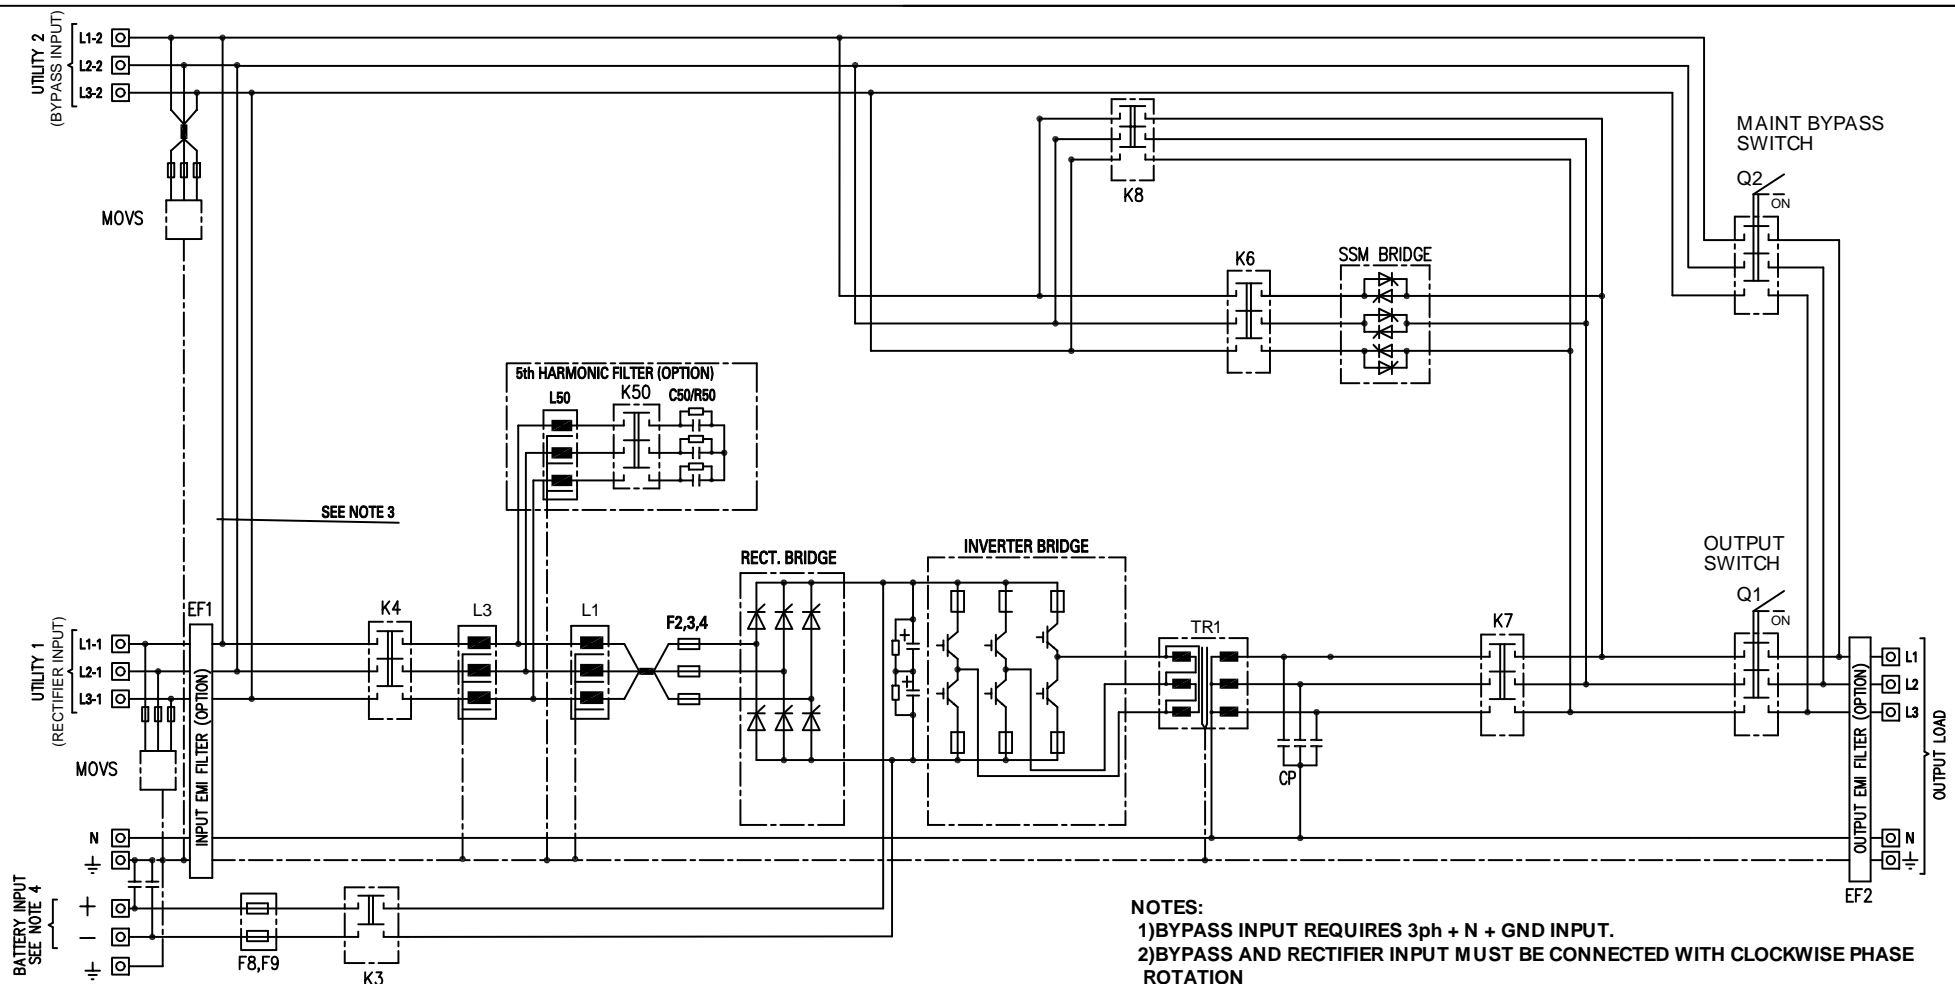 UTILITY 2
(BYPASS INPUT)
L1-2
L2-2
L3-2
MOVS
K8
MAINT BYPASS
SWITCH
Q2
ON
K6
SSM BRIDGE
5th HARMONIC FILTER (OPTION)
L50
K50
C50/R50
SEE NOTE 3
UTILITY 1
(RECTIFIER INPUT)
L1-1
L2-1
L3-1
MOVS
EF1
INPUT EMI FILTER (OPTION)
K4
L3
L1
F2,3,4
RECT. BRIDGE
+
+
INVERTER BRIDGE
TR1
CP
K7
OUTPUT
SWITCH
Q1
ON
OUTPUT EMI FILTER (OPTION)
EF2
L1
L2
L3
N
OUTPUT LOAD
N
BATTERY INPUT
SEE NOTE 4
+
−
F8,F9
K3
NOTES:
1)BYPASS INPUT REQUIRES 3ph + N + GND INPUT.
2)BYPASS AND RECTIFIER INPUT MUST BE CONNECTED WITH CLOCKWISE PHASE
ROTATION